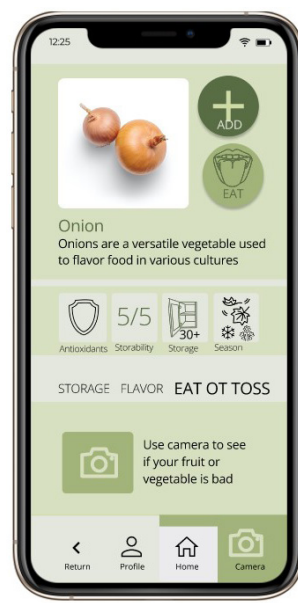 12:25
ADD
EAT
Onion
Onions are a versatile vegetable used
to flavor food in various cultures
5/5
30+
Antioxidants Storability Storage Season
STORAGE FLAVOR EAT OT TOSS
Use camera to see
if your fruit or
vegetable is bad
Return Profile Home Camera